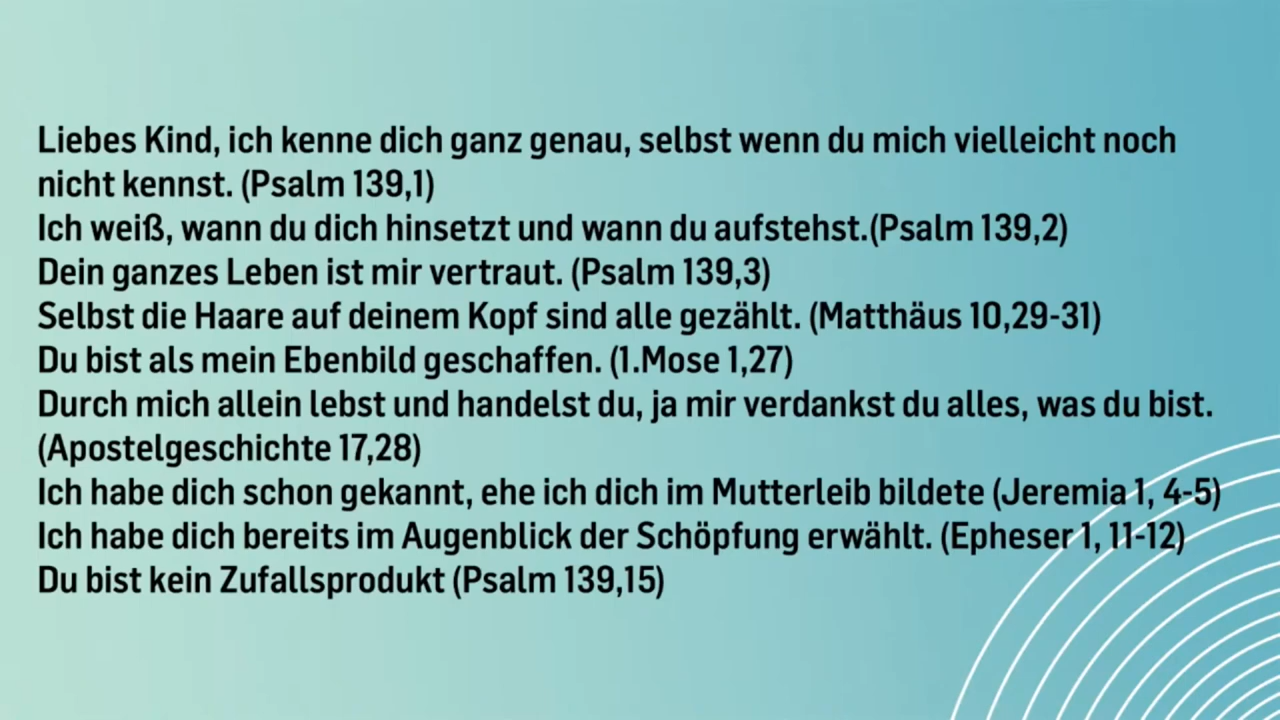 Liebes Kind, ich kenne dich ganz genau, selbst wenn du mich vielleicht noch
nicht kennst. (Psalm 139,1)
Ich weiß, wann du dich hinsetzt und wann du aufstehst.(Psalm 139,2)
Dein ganzes Leben ist mir vertraut. (Psalm 139,3)
Selbst die Haare auf deinem Kopf sind alle gezählt. (Matthäus 10,29-31)
Du bist als mein Ebenbild geschaffen. (1.Mose 1,27)
Durch mich allein lebst und handelst du, ja mir verdankst du alles, was du bist.
(Apostelgeschichte 17,28)
Ich habe dich schon gekannt, ehe ich dich im Mutterleib bildete (Jeremia 1, 4-5)
Ich habe dich bereits im Augenblick der Schöpfung erwählt. (Epheser 1, 11-12)
Du bist kein Zufallsprodukt (Psalm 139,15)